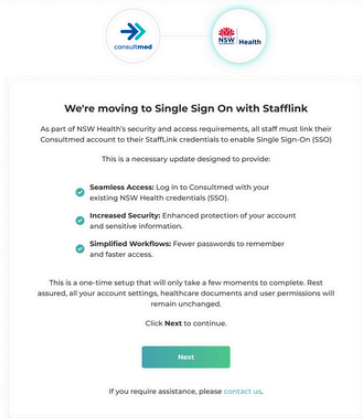 consultmed
NSW
GOVERNMENT
Health
We're moving to Single Sign On with Stafflink
As part of NSW Health's security and access requirements, all staff must link their
Consultmed account to their StaffLink credentials to enable Single Sign-On (SSO)
This is a necessary update designed to provide:
Seamless Access: Log in to Consultmed with your
existing NSW Health credentials (SSO).
Increased Security: Enhanced protection of your account
and sensitive information.
Simplified Workflows: Fewer passwords to remember
and faster access.
This is a one-time setup that will only take a few moments to complete. Rest
assured, all your account settings, healthcare documents and user permissions will
remain unchanged.
Click Next to continue.
Next
If you require assistance, please contact us.